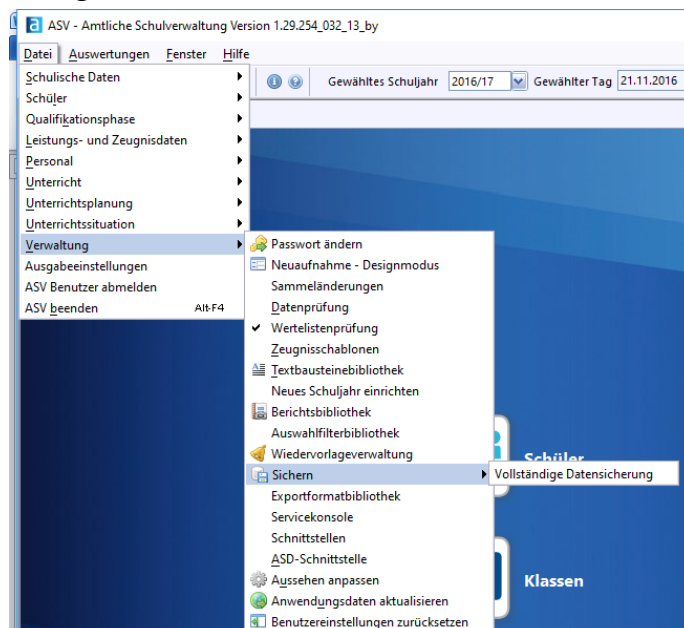 ASV - Amtliche Schulverwaltung Version 1.29.254_032_13_by
Datei Auswertungen Fenster Hilfe
Gewähltes Schuljahr 2016/17 Gewählter Tag 21.11.2016
Schulische Daten
Schüler
Qualifikationsphase
Leistungs- und Zeugnisdaten
Personal
Unterricht
Unterrichtsplanung
Unterrichtssituation
Verwaltung
Ausgabeeinstellungen
ASV Benutzer abmelden
ASV beenden Alt-F4
Passwort ändern
Neuaufnahme - Designmodus
Sammeländerungen
Datenprüfung
Wertelistenprüfung
Zeugnisschablonen
Textbausteinebibliothek
Neues Schuljahr einrichten
Berichtsbibliothek
Auswahlfilterbibliothek
Wiedervorlageverwaltung
Sichern
Exportformatbibliothek
Servicekonsole
Schnittstellen
ASD-Schnittstelle
Aussehen anpassen
Anwendungsdaten aktualisieren
Benutzereinstellungen zurücksetzen
Vollständige Datensicherung
Schüler
Klassen